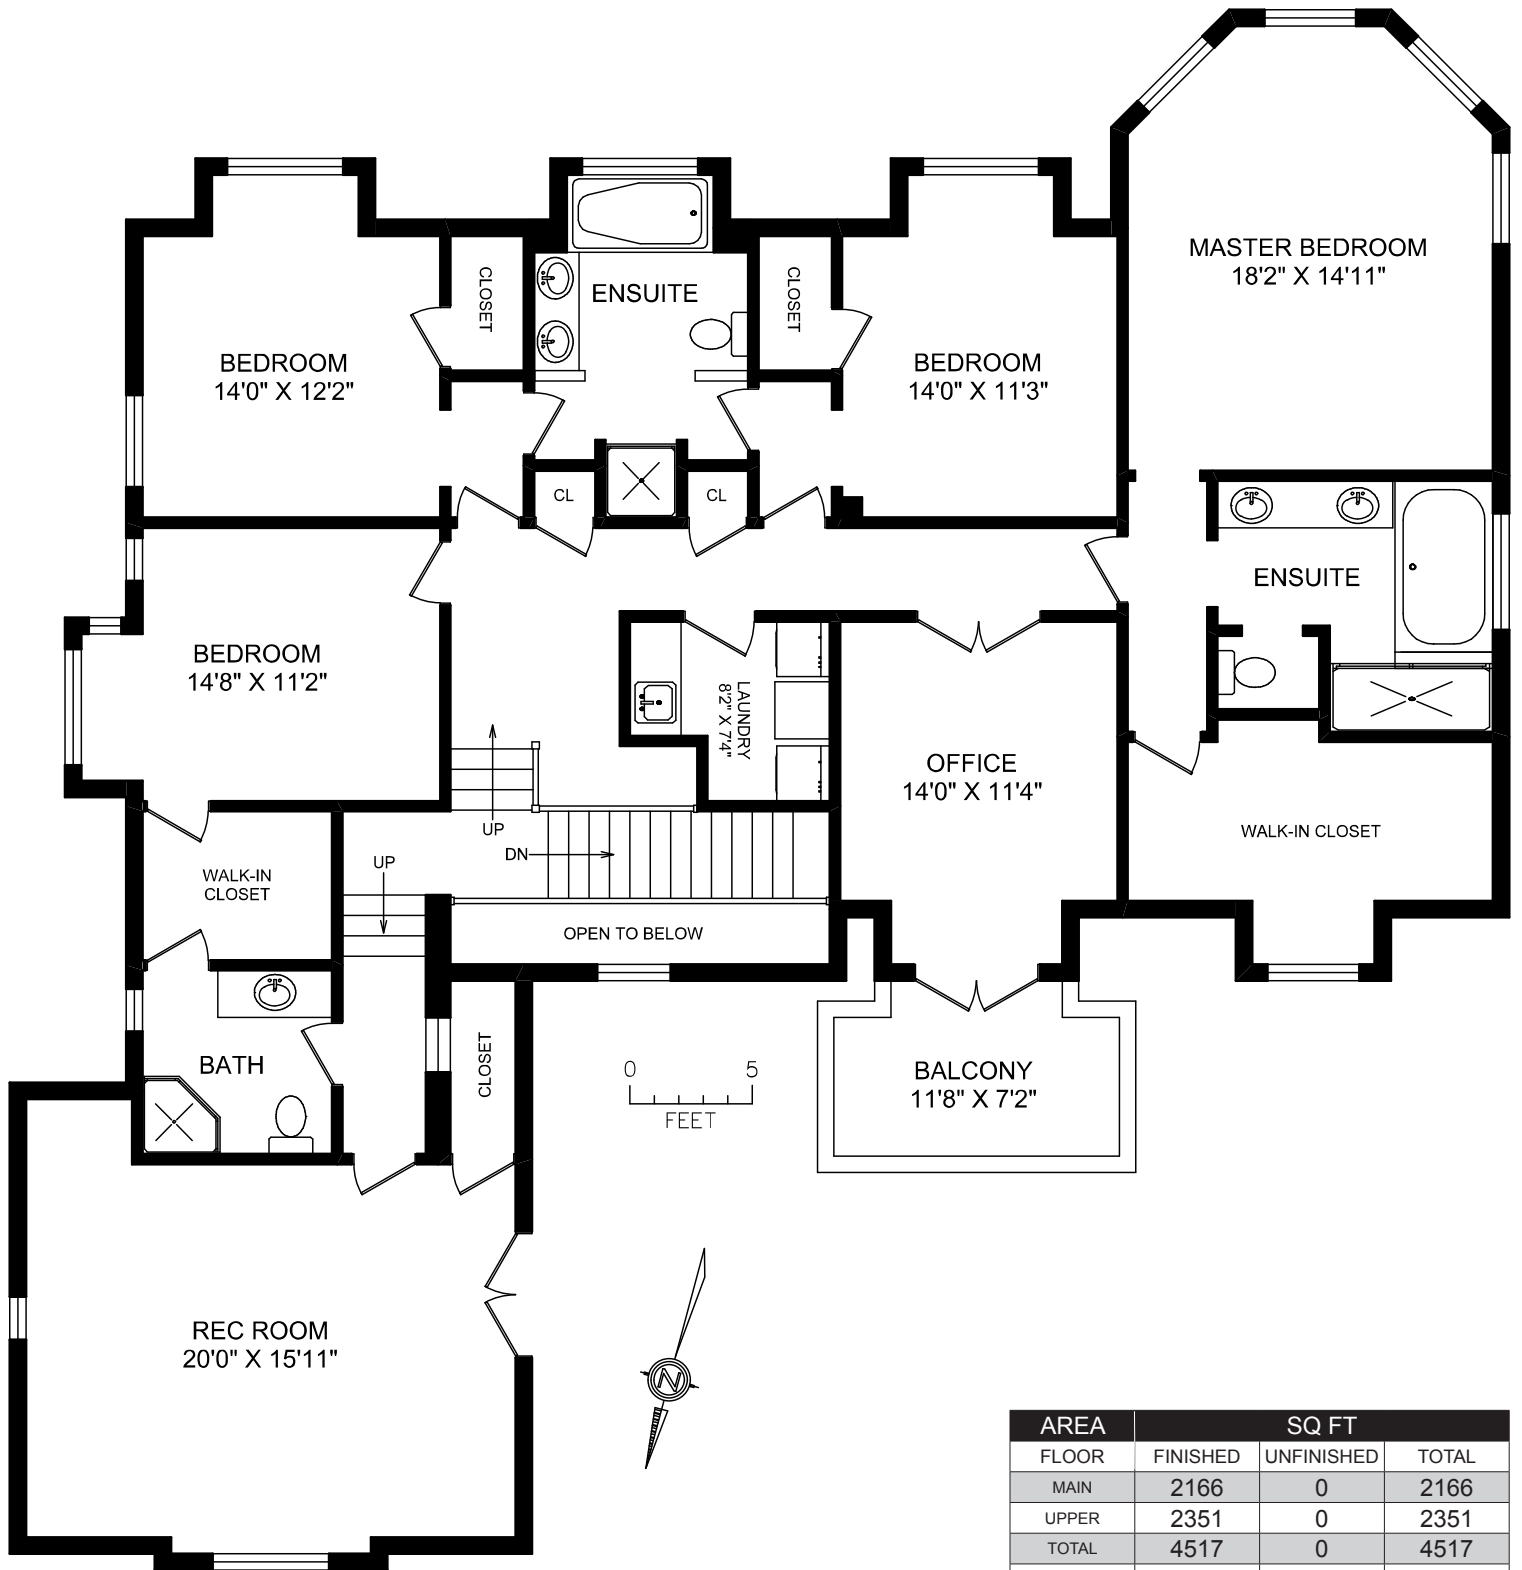 MASTER BEDROOM
18'2" X 14'11"
CLOSET
ENSUITE
CLOSET
BEDROOM
14'0" X 12'2"
BEDROOM
14'0" X 11'3"
CL
CL
ENSUITE
BEDROOM
14'8" X 11'2"
LAUNDRY
8'2" X 7'4"
OFFICE
14'0" X 11'4"
UP
DN
WALK-IN CLOSET
UP
WALK-IN
CLOSET
OPEN TO BELOW
BATH
CLOSET
0 5
FEET
BALCONY
11'8" X 7'2"
REC ROOM
20'0" X 15'11"
N
AREA SQ FT
FLOOR FINISHED UNFINISHED TOTAL
MAIN 2166 0 2166
UPPER 2351 0 2351
TOTAL 4517 0 4517